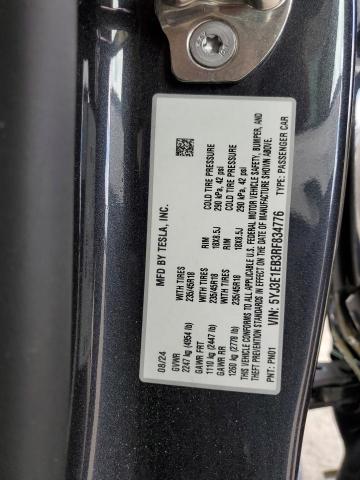 MFD BY TESLA, INC.
08/24
GVWR
2247 kg (4954 lb)
WITH TIRES
235/45R18
RIM
18X8.5J
COLD TIRE PRESSURE
290 kPa, 42 psi
GAWR FRT
1110 kg (2447 lb)
WITH TIRES
235/45R18
RIM
18X8.5J
COLD TIRE PRESSURE
290 kPa, 42 psi
GAWR RR
1260 kg (2778 lb)
WITH TIRES
235/45R18
THIS VEHICLE CONFORMS TO ALL APPLICABLE U.S. FEDERAL MOTOR VEHICLE SAFETY, BUMPER, AND
THEFT PREVENTION STANDARDS IN EFFECT ON THE DATE OF MANUFACTURE SHOWN ABOVE.
VIN: 5YJ3E1EB3RF834776
TYPE: PASSENGER CAR
PNT: PN01